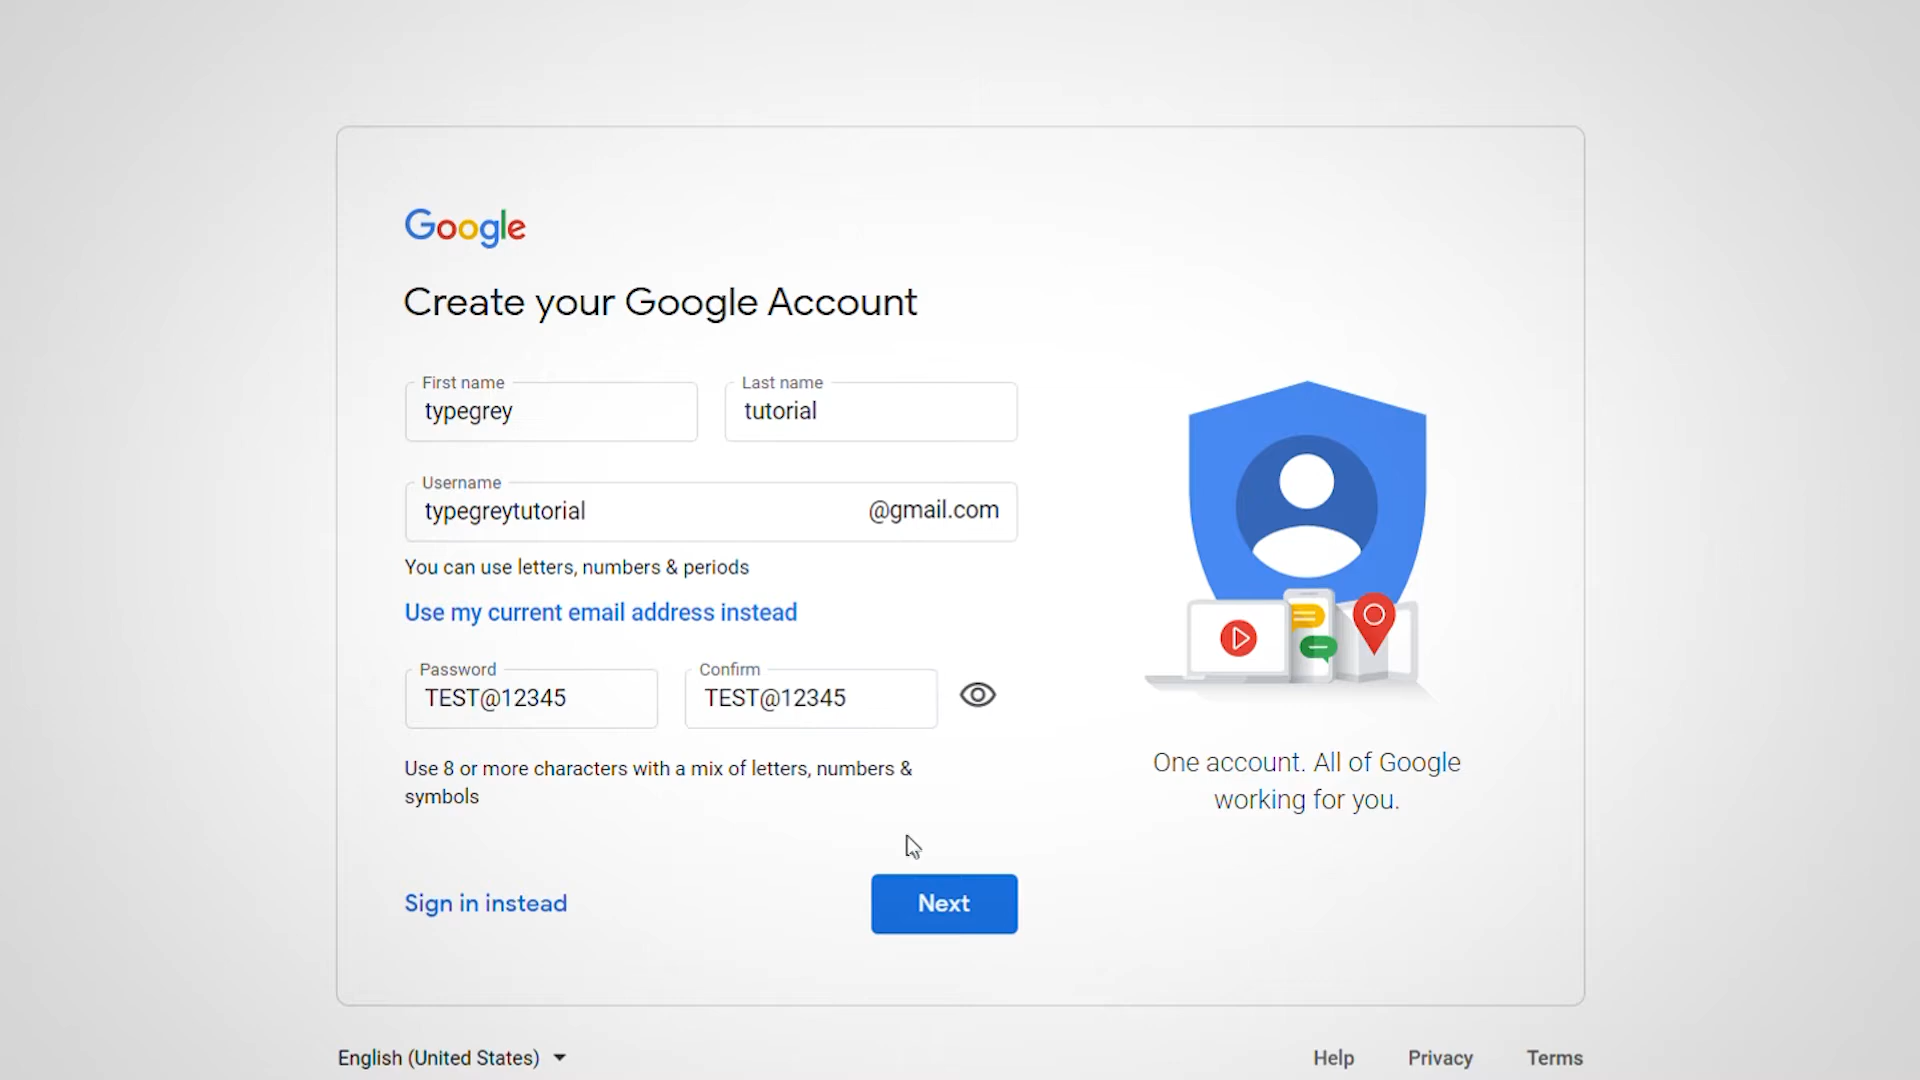 Google
Create your Google Account
First name
typegrey
Last name
tutorial
Username
typegreytutorial
@gmail.com
You can use letters, numbers & periods
Use my current email address instead
Password
TEST@12345
Confirm
TEST@12345
Use 8 or more characters with a mix of letters, numbers &
symbols
Sign in instead
Next
One account. All of Google
working for you.
English (United States)
Help
Privacy
Terms